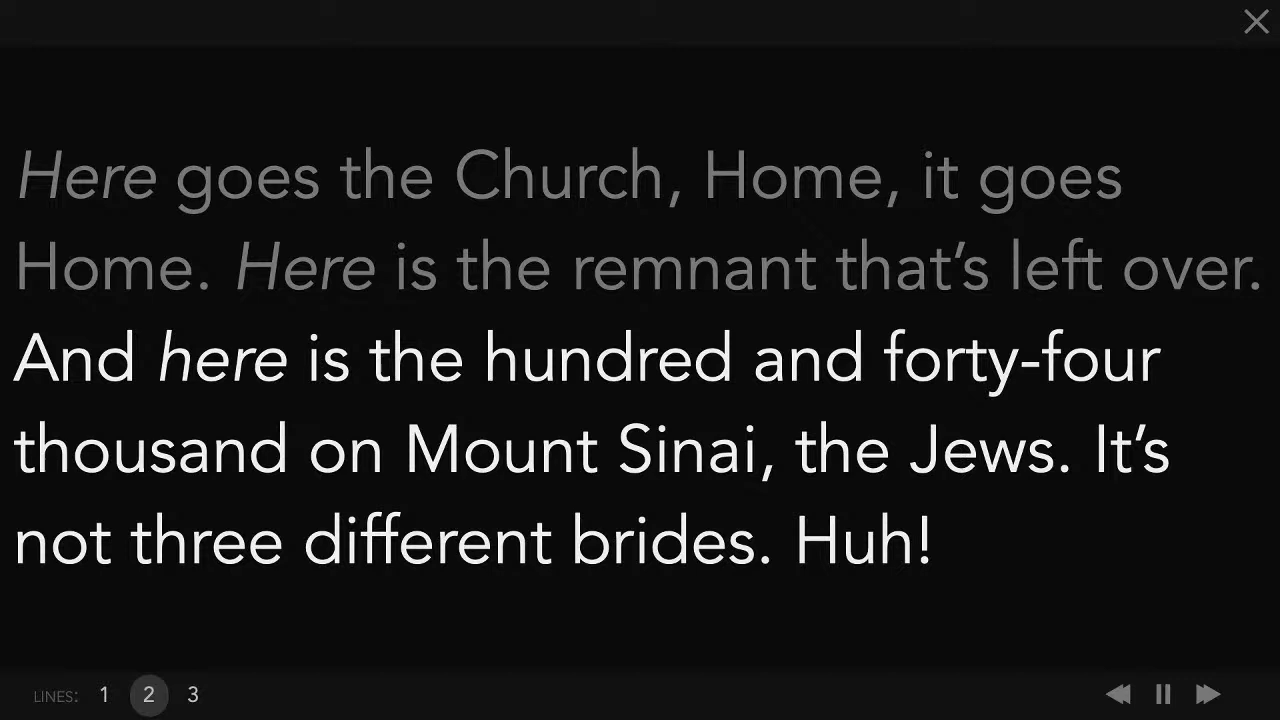 Here goes the Church, Home, it goes
Home. Here is the remnant that’s left over.
And here is the hundred and forty-four
thousand on Mount Sinai, the Jews. It’s
not three different brides. Huh!
LINES: 1 2 3